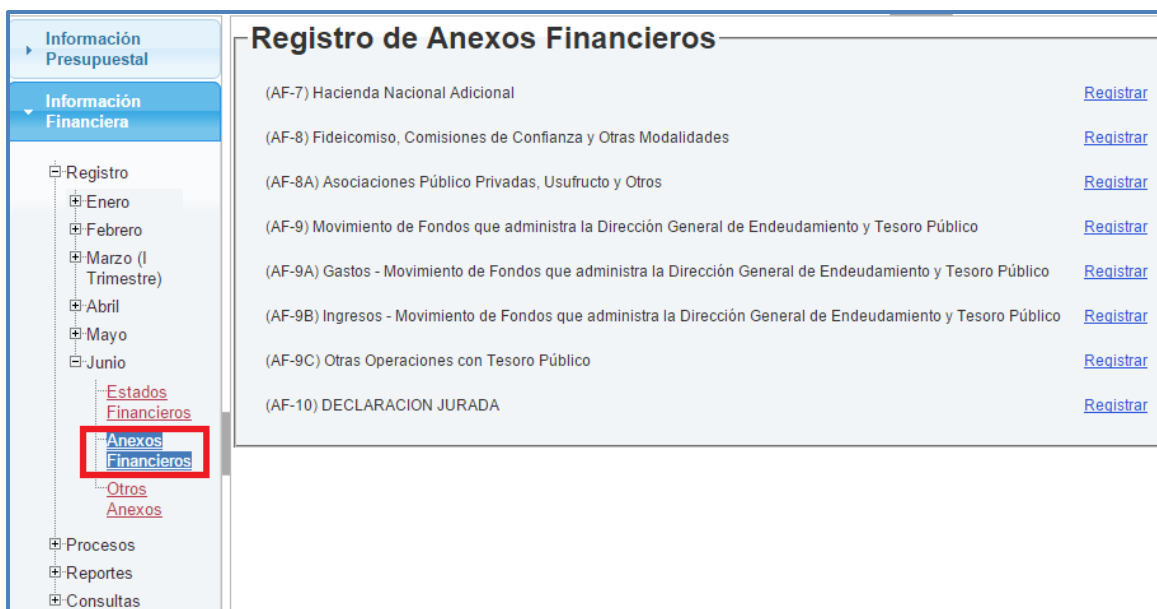 Información
Presupuestal
Información
Financiera
Registro
Enero
Febrero
Marzo (I
Trimestre)
Abril
Mayo
Junio
Estados
Financieros
Anexos
Financieros
Otros
Anexos
Procesos
Reportes
Consultas
Registro de Anexos Financieros
(AF-7) Hacienda Nacional Adicional Registrar
(AF-8) Fideicomiso, Comisiones de Confianza y Otras Modalidades Registrar
(AF-8A) Asociaciones Público Privadas, Usufructo y Otros Registrar
(AF-9) Movimiento de Fondos que administra la Dirección General de Endeudamiento y Tesoro Público Registrar
(AF-9A) Gastos - Movimiento de Fondos que administra la Dirección General de Endeudamiento y Tesoro Público Registrar
(AF-9B) Ingresos - Movimiento de Fondos que administra la Dirección General de Endeudamiento y Tesoro Público Registrar
(AF-9C) Otras Operaciones con Tesoro Público Registrar
(AF-10) DECLARACION JURADA Registrar